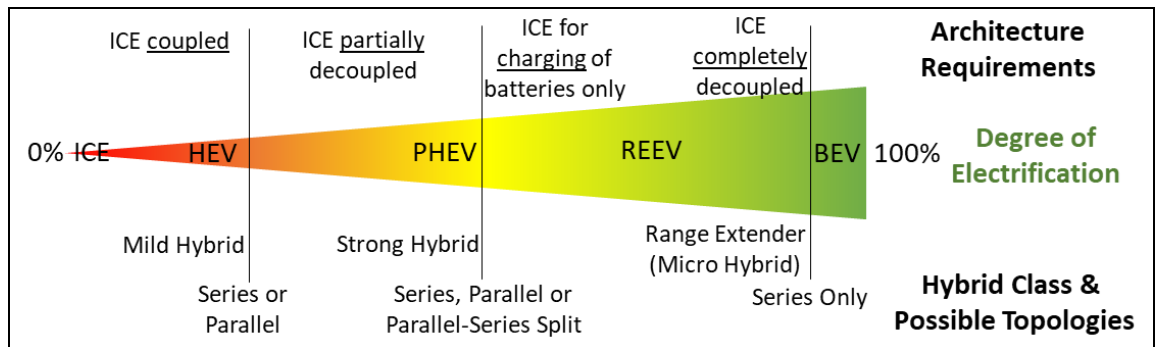 ICE coupled
ICE partially
decoupled
ICE for
charging of
batteries only
ICE
completely
decoupled
Architecture
Requirements
0%
ICE
HEV
PHEV
REEV
BEV
100%
Degree of
Electrification
Mild Hybrid
Strong Hybrid
Range Extender
(Micro Hybrid)
Series or
Parallel
Series, Parallel or
Parallel-Series Split
Series Only
Hybrid Class &
Possible Topologies